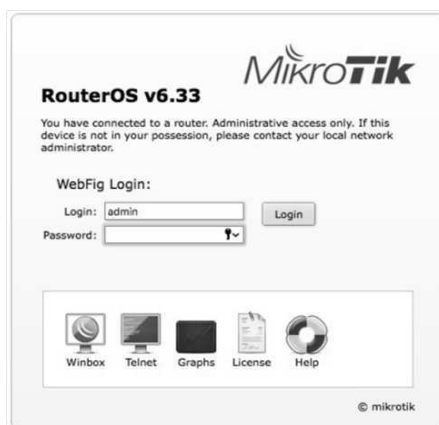 MikroTik
RouterOS v6.33
You have connected to a router. Administrative access only. If this
device is not in your possession, please contact your local network
administrator.
WebFig Login:
Login: admin Login
Password:
Winbox Telnet Graphs License Help
© mikrotik